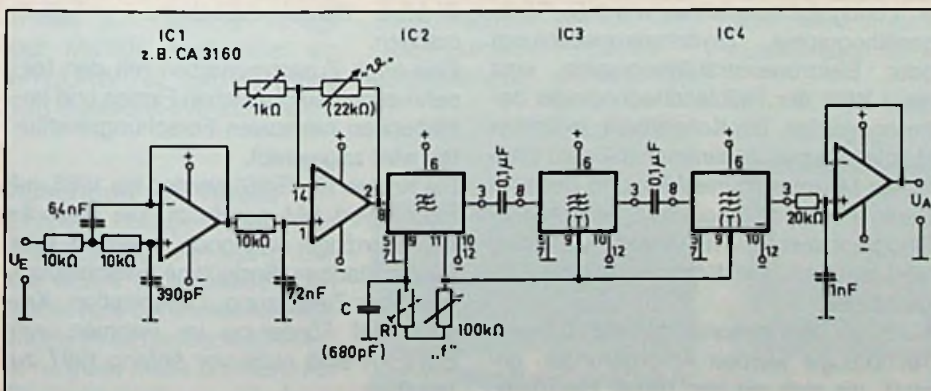 IC1 IC2 IC3 IC4
z.B. CA 3160
1kΩ (22kΩ) „ϑ"
+ + 6 0,1µF 6 0,1µF 6 +
14 2 8 3 8 3 8 3
6,4nF
- + - + 1
10kΩ
20kΩ
U_A
U_E 10kΩ 10kΩ
(T) (T)
5 7 9 11 10 12
5 7 9 10 12
5 7 9 10 12
390pF 7,2nF 1nF
C R1 100kΩ
(680pF) „f"